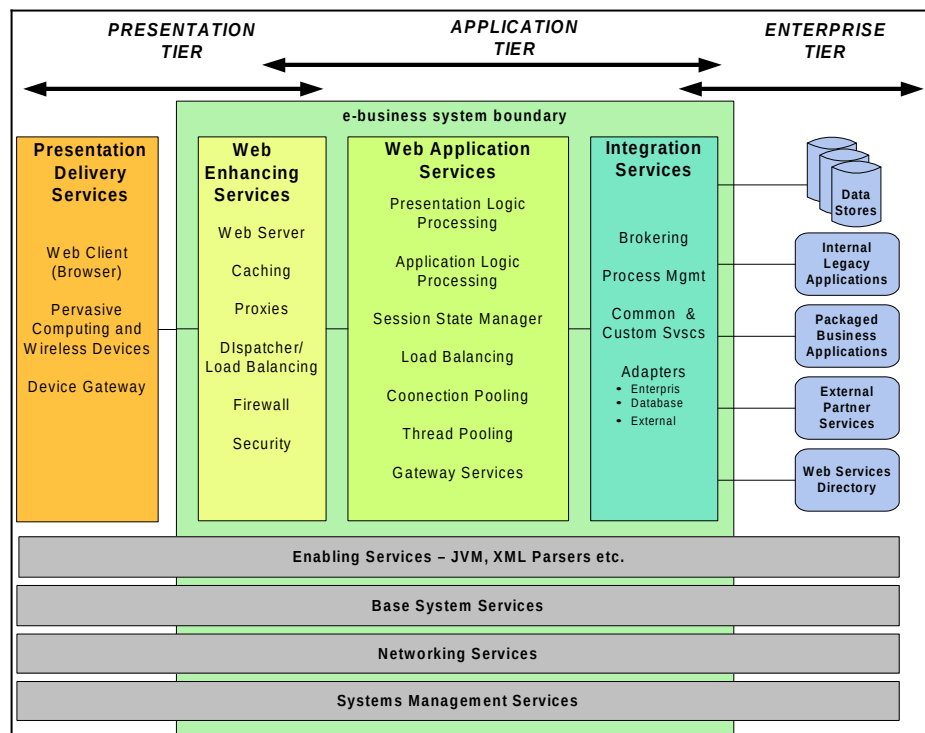 PRESENTATION
TIER
APPLICATION
TIER
ENTERPRISE
TIER
e-business system boundary
Presentation
Delivery
Services
Web Client
(Browser)
Pervasive
Computing and
Wireless Devices
Device Gateway
Web
Enhancing
Services
Web Server
Caching
Proxies
DIspatcher/
Load Balancing
Firewall
Security
Web Application
Services
Presentation Logic
Processing
Application Logic
Processing
Session State Manager
Load Balancing
Coonection Pooling
Thread Pooling
Gateway Services
Integration
Services
Brokering
Process Mgmt
Common &
Custom Svscs
Adapters
• Enterpris
• Database
• External
Data
Stores
Internal
Legacy
Applications
Packaged
Business
Applications
External
Partner
Services
Web Services
Directory
Enabling Services – JVM, XML Parsers etc.
Base System Services
Networking Services
Systems Management Services